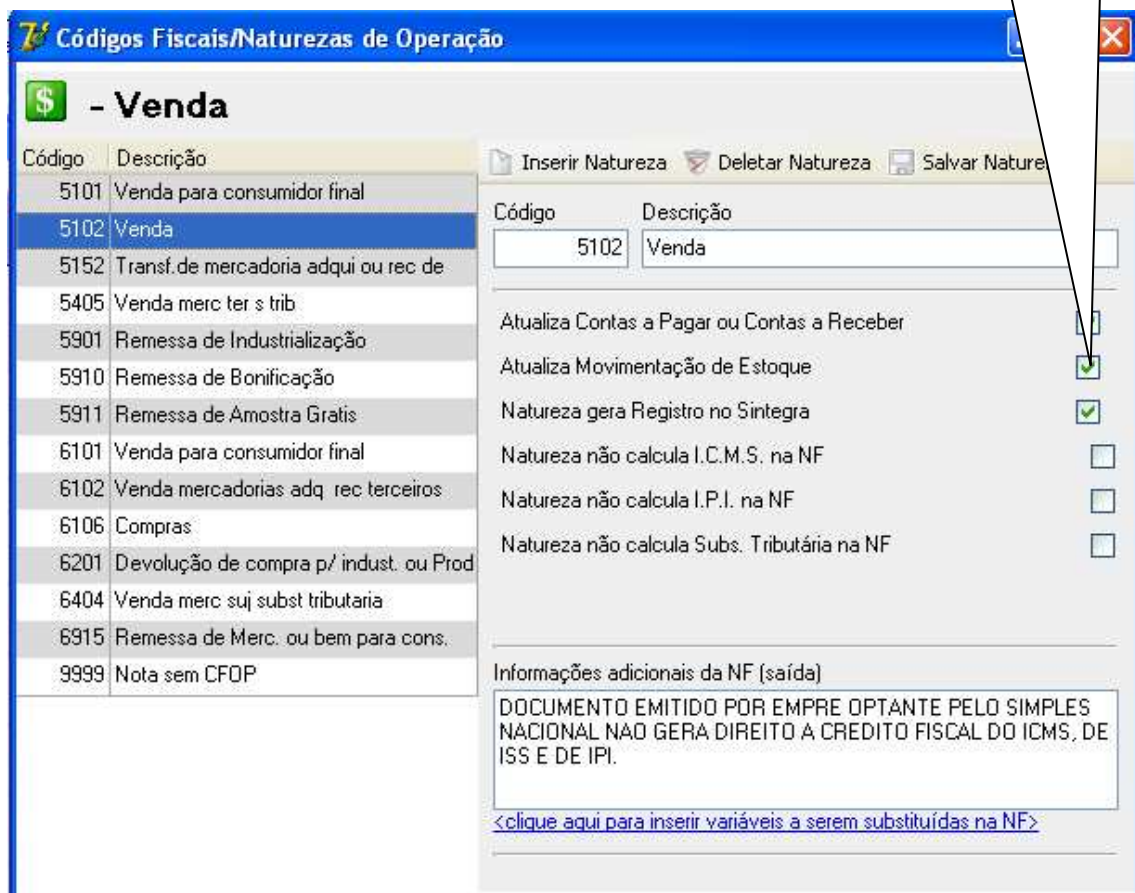 Códigos Fiscais/Naturezas de Operação
- Venda
Código Descrição
5101 Venda para consumidor final
5102 Venda
5152 Transf.de mercadoria adqui ou rec de
5405 Venda merc ter s trib
5901 Remessa de Industrialização
5910 Remessa de Bonificação
5911 Remessa de Amostra Gratis
6101 Venda para consumidor final
6102 Venda mercadorias adq rec terceiros
6106 Compras
6201 Devolução de compra p/ indust. ou Prod
6404 Venda merc suj subst tributaria
6915 Remessa de Merc. ou bem para cons.
9999 Nota sem CFOP
Inserir Natureza Deletar Natureza Salvar Nature
Código Descrição
5102 Venda
Atualiza Contas a Pagar ou Contas a Receber
Atualiza Movimentação de Estoque
Natureza gera Registro no Sintegra
Natureza não calcula I.C.M.S. na NF
Natureza não calcula I.P.I. na NF
Natureza não calcula Subs. Tributária na NF
Informações adicionais da NF (saída)
DOCUMENTO EMITIDO POR EMPRE OPTANTE PELO SIMPLES
NACIONAL NAO GERA DIREITO A CREDITO FISCAL DO ICMS, DE
ISS E DE IPI.
<clique aqui para inserir variáveis a serem substituídas na NF>